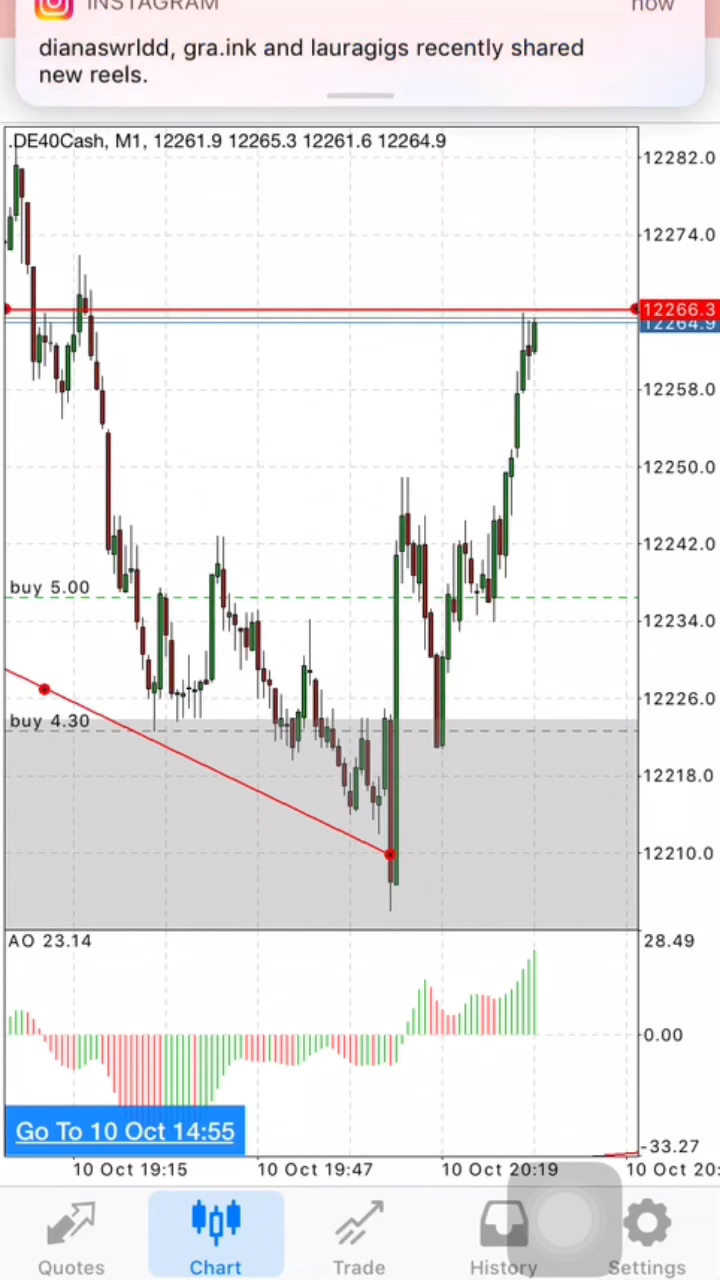 INSTAGRAM now
dianaswrldd, gra.ink and lauragigs recently shared
new reels.
.DE40Cash, M1, 12261.9 12265.3 12261.6 12264.9
12282.0
12274.0
12266.3
12264.9
12258.0
12250.0
12242.0
buy 5.00
12234.0
12226.0
buy 4.30
12218.0
12210.0
AO 23.14
28.49
0.00
Go To 10 Oct 14:55
-33.27
10 Oct 19:15 10 Oct 19:47 10 Oct 20:19 10 Oct 20:
Quotes Chart Trade History Settings